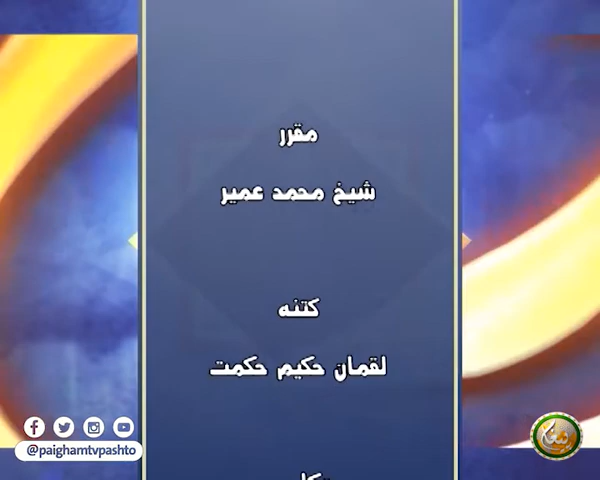 مقرر
شیخ محمد عمیر
کتنه
لقمان حکیم حکمت
@paighamtvpashto